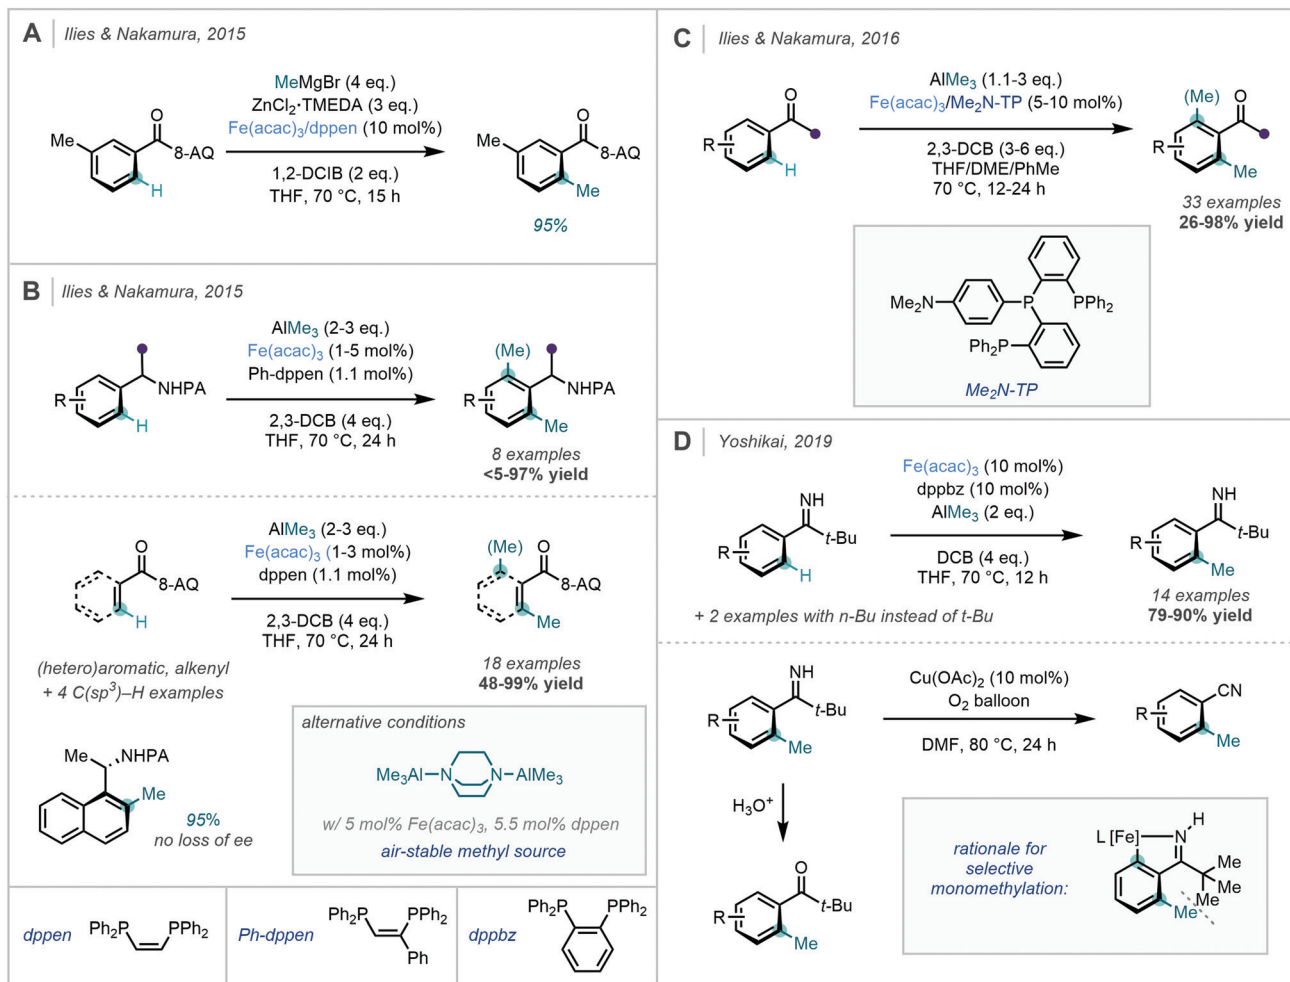 A | Ilies & Nakamura, 2015
MeMgBr (4 eq.)
ZnCl₂•TMEDA (3 eq.)
Fe(acac)₃/dppen (10 mol%)
1,2-DCIB (2 eq.)
THF, 70 °C, 15 h
Me
O
8-AQ
H
Me
O
8-AQ
Me
95%
B | Ilies & Nakamura, 2015
AlMe₃ (2-3 eq.)
Fe(acac)₃ (1-5 mol%)
Ph-dppen (1.1 mol%)
2,3-DCB (4 eq.)
THF, 70 °C, 24 h
R
NHPA
H
(Me)
R
NHPA
Me
8 examples
<5-97% yield
AlMe₃ (2-3 eq.)
Fe(acac)₃ (1-3 mol%)
dppen (1.1 mol%)
2,3-DCB (4 eq.)
THF, 70 °C, 24 h
O
8-AQ
H
(Me)
O
8-AQ
Me
(hetero)aromatic, alkenyl
+ 4 C(sp³)–H examples
18 examples
48-99% yield
Me
NHPA
Me
95%
no loss of ee
alternative conditions
Me₃Al
N
N
AlMe₃
w/ 5 mol% Fe(acac)₃, 5.5 mol% dppen
air-stable methyl source
dppen
Ph₂P PPh₂
Ph-dppen
Ph₂P PPh₂
Ph
dppbz
Ph₂P PPh₂
C | Ilies & Nakamura, 2016
AlMe₃ (1.1-3 eq.)
Fe(acac)₃/Me₂N-TP (5-10 mol%)
2,3-DCB (3-6 eq.)
THF/DME/PhMe
70 °C, 12-24 h
O
R
H
(Me)
O
R
Me
33 examples
26-98% yield
Me₂N
P
PPh₂
Ph₂P
Me₂N-TP
D | Yoshikai, 2019
Fe(acac)₃ (10 mol%)
dppbz (10 mol%)
AlMe₃ (2 eq.)
DCB (4 eq.)
THF, 70 °C, 12 h
NH
t-Bu
R
H
NH
t-Bu
R
Me
+ 2 examples with n-Bu instead of t-Bu
14 examples
79-90% yield
NH
t-Bu
R
Me
Cu(OAc)₂ (10 mol%)
O₂ balloon
DMF, 80 °C, 24 h
CN
R
Me
H₃O⁺
O
t-Bu
R
Me
rationale for
selective
monomethylation:
H
L [Fe]
N
Me
Me
Me
Me